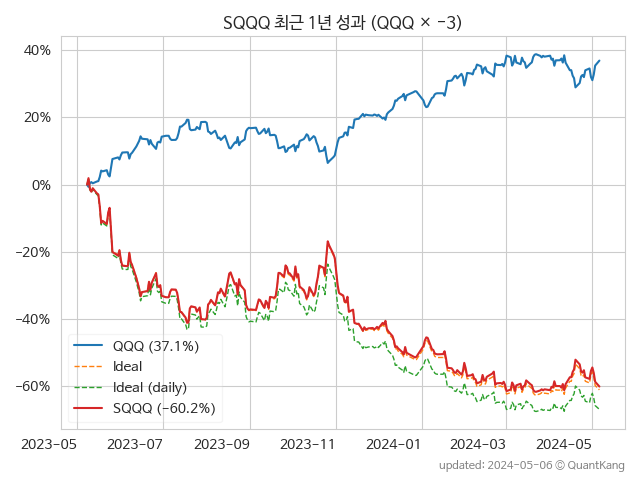 SQQQ 최근 1년 성과 (QQQ × −3)
40%
20%
0%
−20%
−40%
−60%
QQQ (37.1%)
Ideal
Ideal (daily)
SQQQ (−60.2%)
2023-05 2023-07 2023-09 2023-11 2024-01 2024-03 2024-05
updated: 2024-05-06 © QuantKang